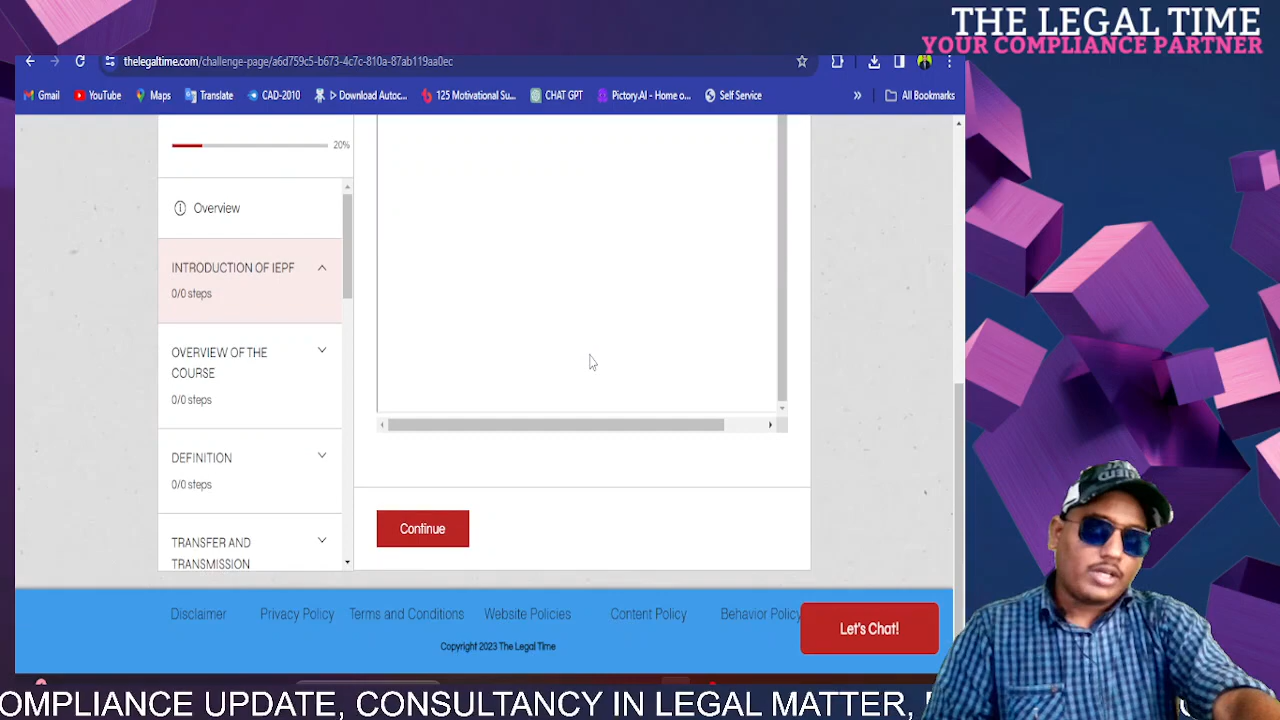 THE LEGAL TIME
YOUR COMPLIANCE PARTNER
thelegaltime.com/challenge-page/a6d759c5-b673-4c7c-810a-87ab119aa0ec
Gmail YouTube Maps Translate CAD-2010 Download Autoc... 125 Motivational Su... CHAT GPT Pictory.AI - Home o... Self Service » All Bookmarks
20%
Overview
INTRODUCTION OF IEPF
0/0 steps
OVERVIEW OF THE
COURSE
0/0 steps
DEFINITION
0/0 steps
TRANSFER AND
TRANSMISSION
Continue
Disclaimer Privacy Policy Terms and Conditions Website Policies Content Policy Behavior Policy
Let's Chat!
Copyright 2023 The Legal Time
OMPLIANCE UPDATE, CONSULTANCY IN LEGAL MATTER,